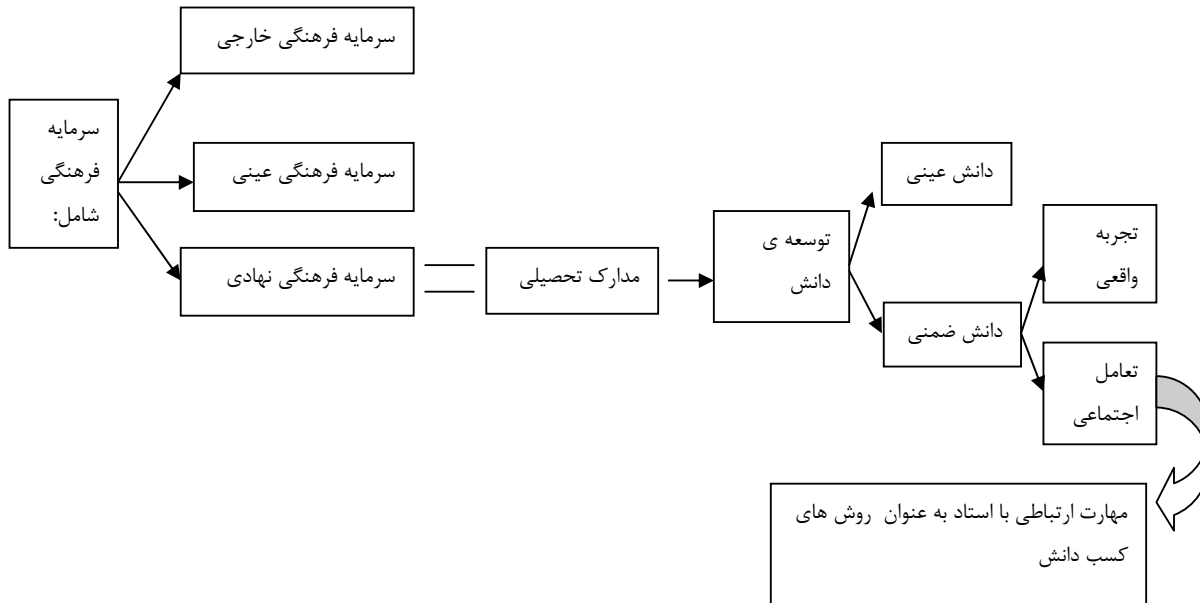 سرمایه فرهنگی خارجی
سرمایه
فرهنگی
شامل:
سرمایه فرهنگی عینی
سرمایه فرهنگی نهادی
مدارک تحصیلی
توسعه ی
دانش
دانش عینی
دانش ضمنی
تجربه
واقعی
تعامل
اجتماعی
مهارت ارتباطی با استاد به عنوان روش های
کسب دانش